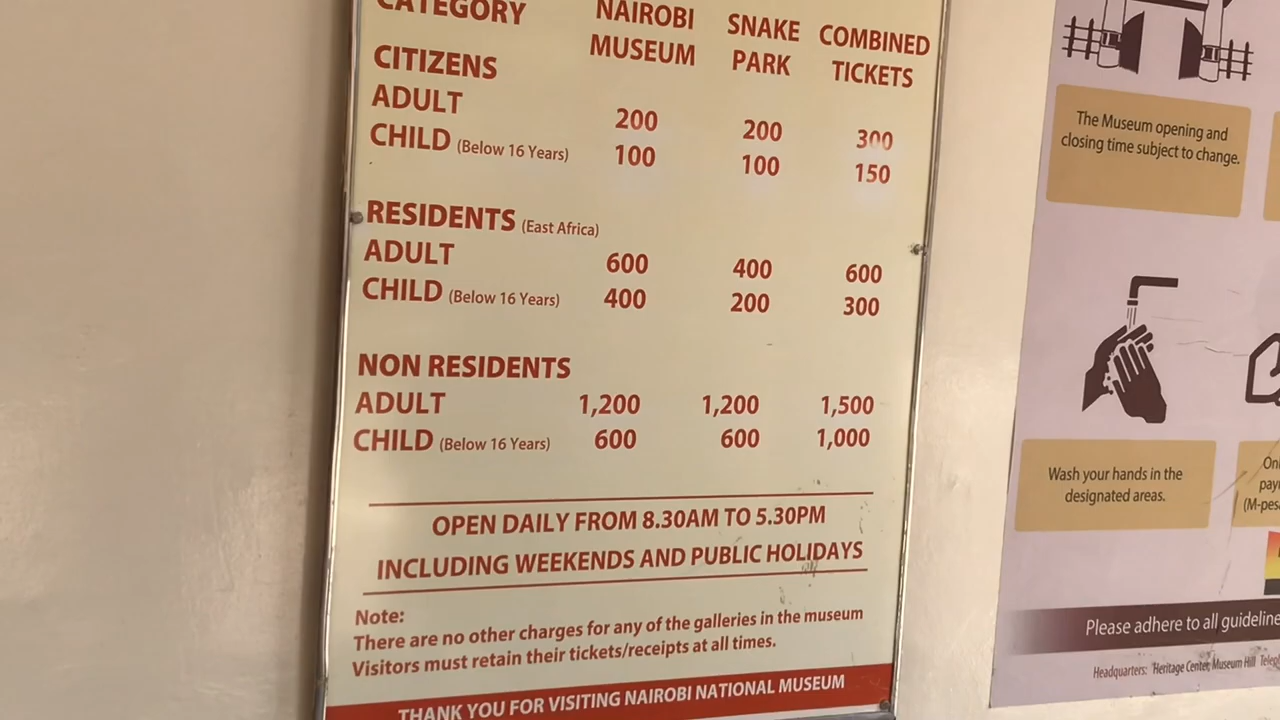 CATEGORY NAIROBI MUSEUM SNAKE PARK COMBINED TICKETS
CITIZENS
ADULT 200 200 300
CHILD (Below 16 Years) 100 100 150
RESIDENTS (East Africa)
ADULT 600 400 600
CHILD (Below 16 Years) 400 200 300
NON RESIDENTS
ADULT 1,200 1,200 1,500
CHILD (Below 16 Years) 600 600 1,000
OPEN DAILY FROM 8.30AM TO 5.30PM
INCLUDING WEEKENDS AND PUBLIC HOLIDAYS
Note:
There are no other charges for any of the galleries in the museum
Visitors must retain their tickets/receipts at all times.
THANK YOU FOR VISITING NAIROBI NATIONAL MUSEUM
The Museum opening and
closing time subject to change.
Wash your hands in the
designated areas.
Please adhere to all
Headquarters: Heritage Center, Museum Hill